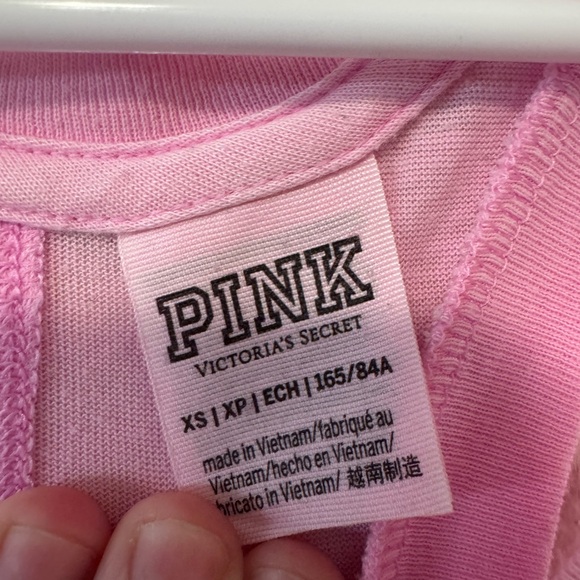 PINK
VICTORIA'S SECRET
XS | XP | ECH | 165/84A
made in Vietnam/fabriqué au
Vietnam/hecho en Vietnam/
bricato in Vietnam/ 越南制造